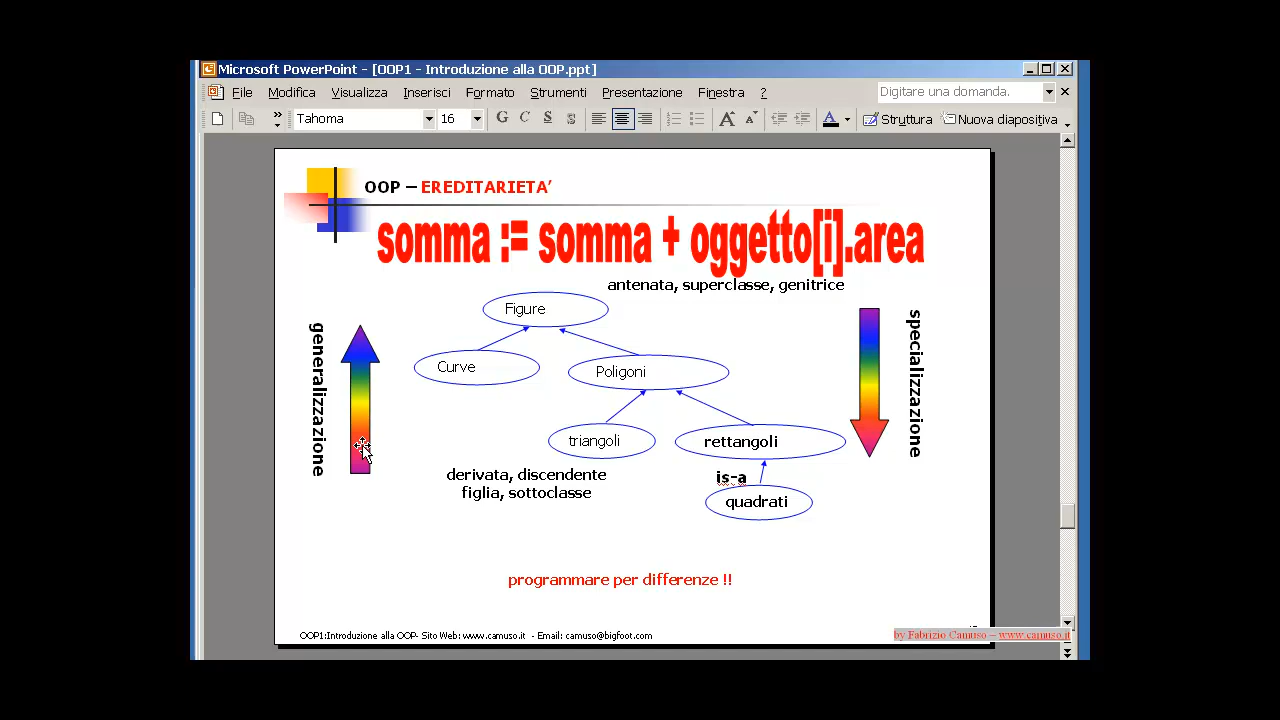 Microsoft PowerPoint - [OOP1 - Introduzione alla OOP.ppt]
File Modifica Visualizza Inserisci Formato Strumenti Presentazione Finestra ? Digitare una domanda.
Tahoma 16 G C S S Struttura Nuova diapositiva
OOP – EREDITARIETA’
somma := somma + oggetto[i].area
antenata, superclasse, genitrice
Figure
Curve
Poligoni
generalizzazione
specializzazione
triangoli
rettangoli
derivata, discendente
figlia, sottoclasse
is-a
quadrati
programmare per differenze !!
OOP1:Introduzione alla OOP- Sito Web: www.camuso.it - Email: camuso@bigfoot.com
by Fabrizio Camuso – www.camuso.it